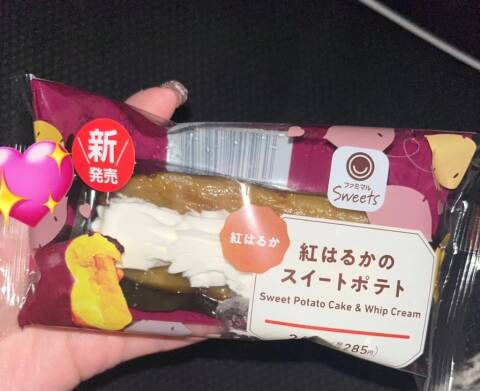 新
発売
ファミマル
Sweets
紅はるか
紅はるかの
スイートポテト
Sweet Potato Cake & Whip Cream
285円